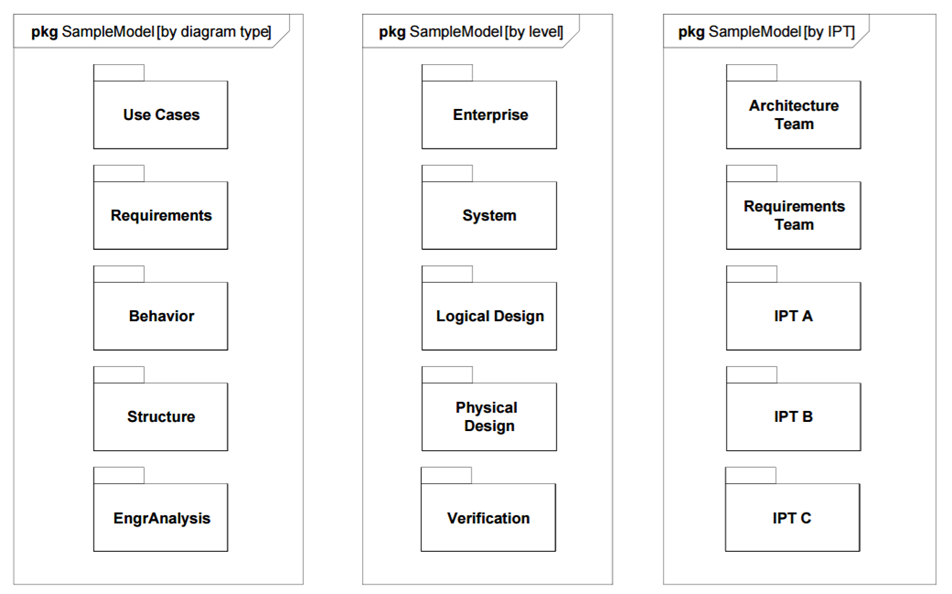 pkg SampleModel [by diagram type]
Use Cases
Requirements
Behavior
Structure
EngrAnalysis
pkg SampleModel [by level]
Enterprise
System
Logical Design
Physical
Design
Verification
pkg SampleModel [by IPT]
Architecture
Team
Requirements
Team
IPT A
IPT B
IPT C